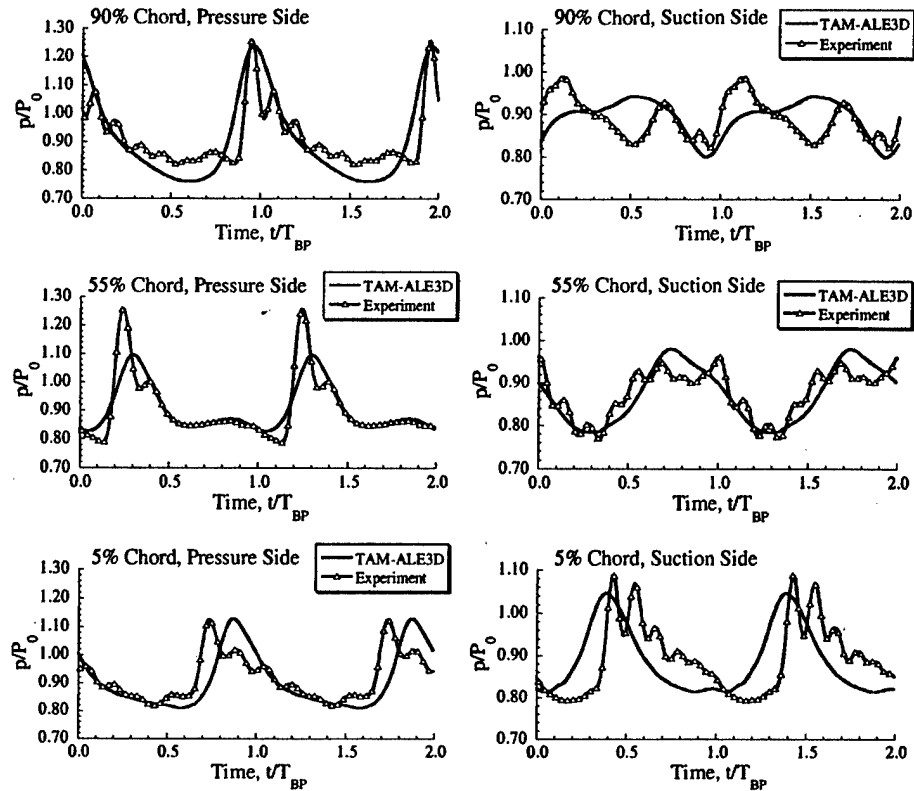 90% Chord, Pressure Side
1.30
1.20
1.10
1.00
0.90
0.80
0.70
p/P0
0.0 0.5 1.0 1.5 2.0
Time, t/TBP
90% Chord, Suction Side
TAM-ALE3D
Experiment
1.10
1.00
0.90
0.80
0.70
p/P0
0.0 0.5 1.0 1.5 2.0
Time, t/TBP
55% Chord, Pressure Side
TAM-ALE3D
Experiment
1.30
1.20
1.10
1.00
0.90
0.80
0.70
p/P0
0.0 0.5 1.0 1.5 2.0
Time, t/TBP
55% Chord, Suction Side
TAM-ALE3D
Experiment
1.10
1.00
0.90
0.80
0.70
p/P0
0.0 0.5 1.0 1.5 2.0
Time, t/TBP
5% Chord, Pressure Side
TAM-ALE3D
Experiment
1.30
1.20
1.10
1.00
0.90
0.80
0.70
p/P0
0.0 0.5 1.0 1.5 2.0
Time, t/TBP
5% Chord, Suction Side
TAM-ALE3D
Experiment
1.10
1.00
0.90
0.80
0.70
p/P0
0.0 0.5 1.0 1.5 2.0
Time, t/TBP